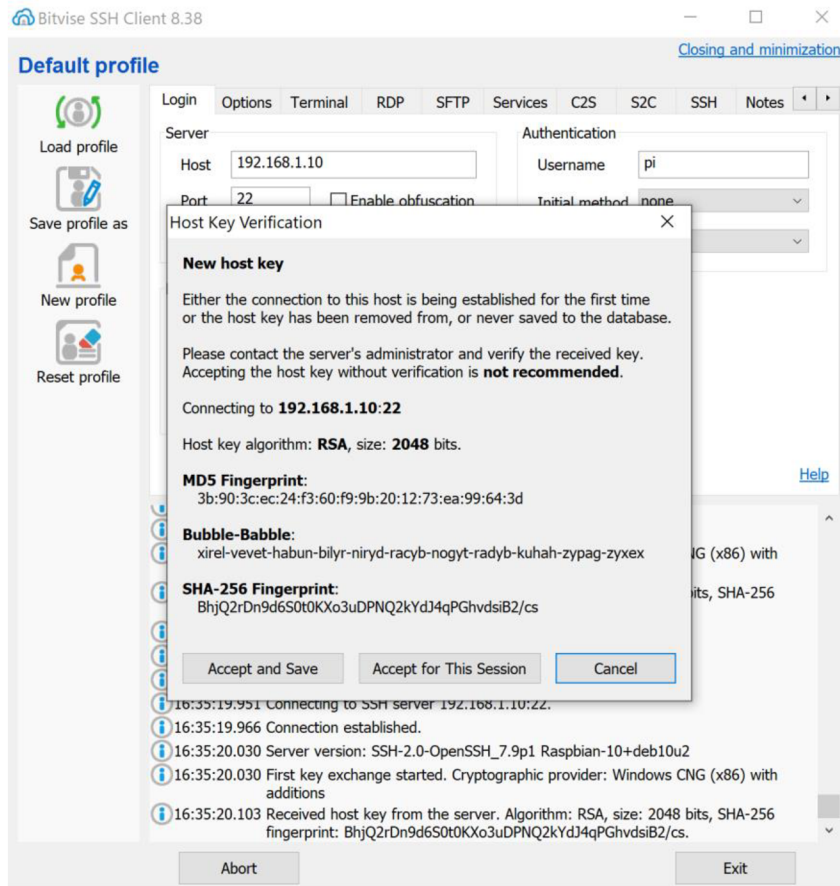 Bitvise SSH Client 8.38
Closing and minimization
Default profile
Load profile
Save profile as
New profile
Reset profile
Login Options Terminal RDP SFTP Services C2S S2C SSH Notes
Server
Host 192.168.1.10
Port 22 Enable obfuscation
Authentication
Username pi
Initial method none
Host Key Verification
New host key
Either the connection to this host is being established for the first time
or the host key has been removed from, or never saved to the database.
Please contact the server's administrator and verify the received key.
Accepting the host key without verification is not recommended.
Connecting to 192.168.1.10:22
Host key algorithm: RSA, size: 2048 bits.
MD5 Fingerprint:
3b:90:3c:ec:24:f3:60:f9:9b:20:12:73:ea:99:64:3d
Bubble-Babble:
xirel-vevet-habun-bilyr-niryd-racyb-nogyt-radyb-kuhah-zypag-zyxex
SHA-256 Fingerprint:
BhjQ2rDn9d6S0t0KXo3uDPNQ2kYdJ4qPGhvdsiB2/cs
Accept and Save Accept for This Session Cancel
Help
(x86) with
SHA-256
16:35:19.951 Connecting to SSH server 192.168.1.10:22.
16:35:19.966 Connection established.
16:35:20.030 Server version: SSH-2.0-OpenSSH_7.9p1 Raspbian-10+deb10u2
16:35:20.030 First key exchange started. Cryptographic provider: Windows CNG (x86) with
additions
16:35:20.103 Received host key from the server. Algorithm: RSA, size: 2048 bits, SHA-256
fingerprint: BhjQ2rDn9d6S0t0KXo3uDPNQ2kYdJ4qPGhvdsiB2/cs.
Abort
Exit